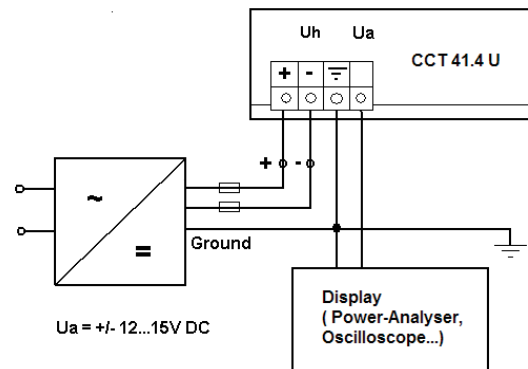 Uh Ua
CCT 41.4 U
+ -
+ -
~
=
Ground
Ua = +/- 12...15V DC
Display
( Power-Analyser,
Oscilloscope...)